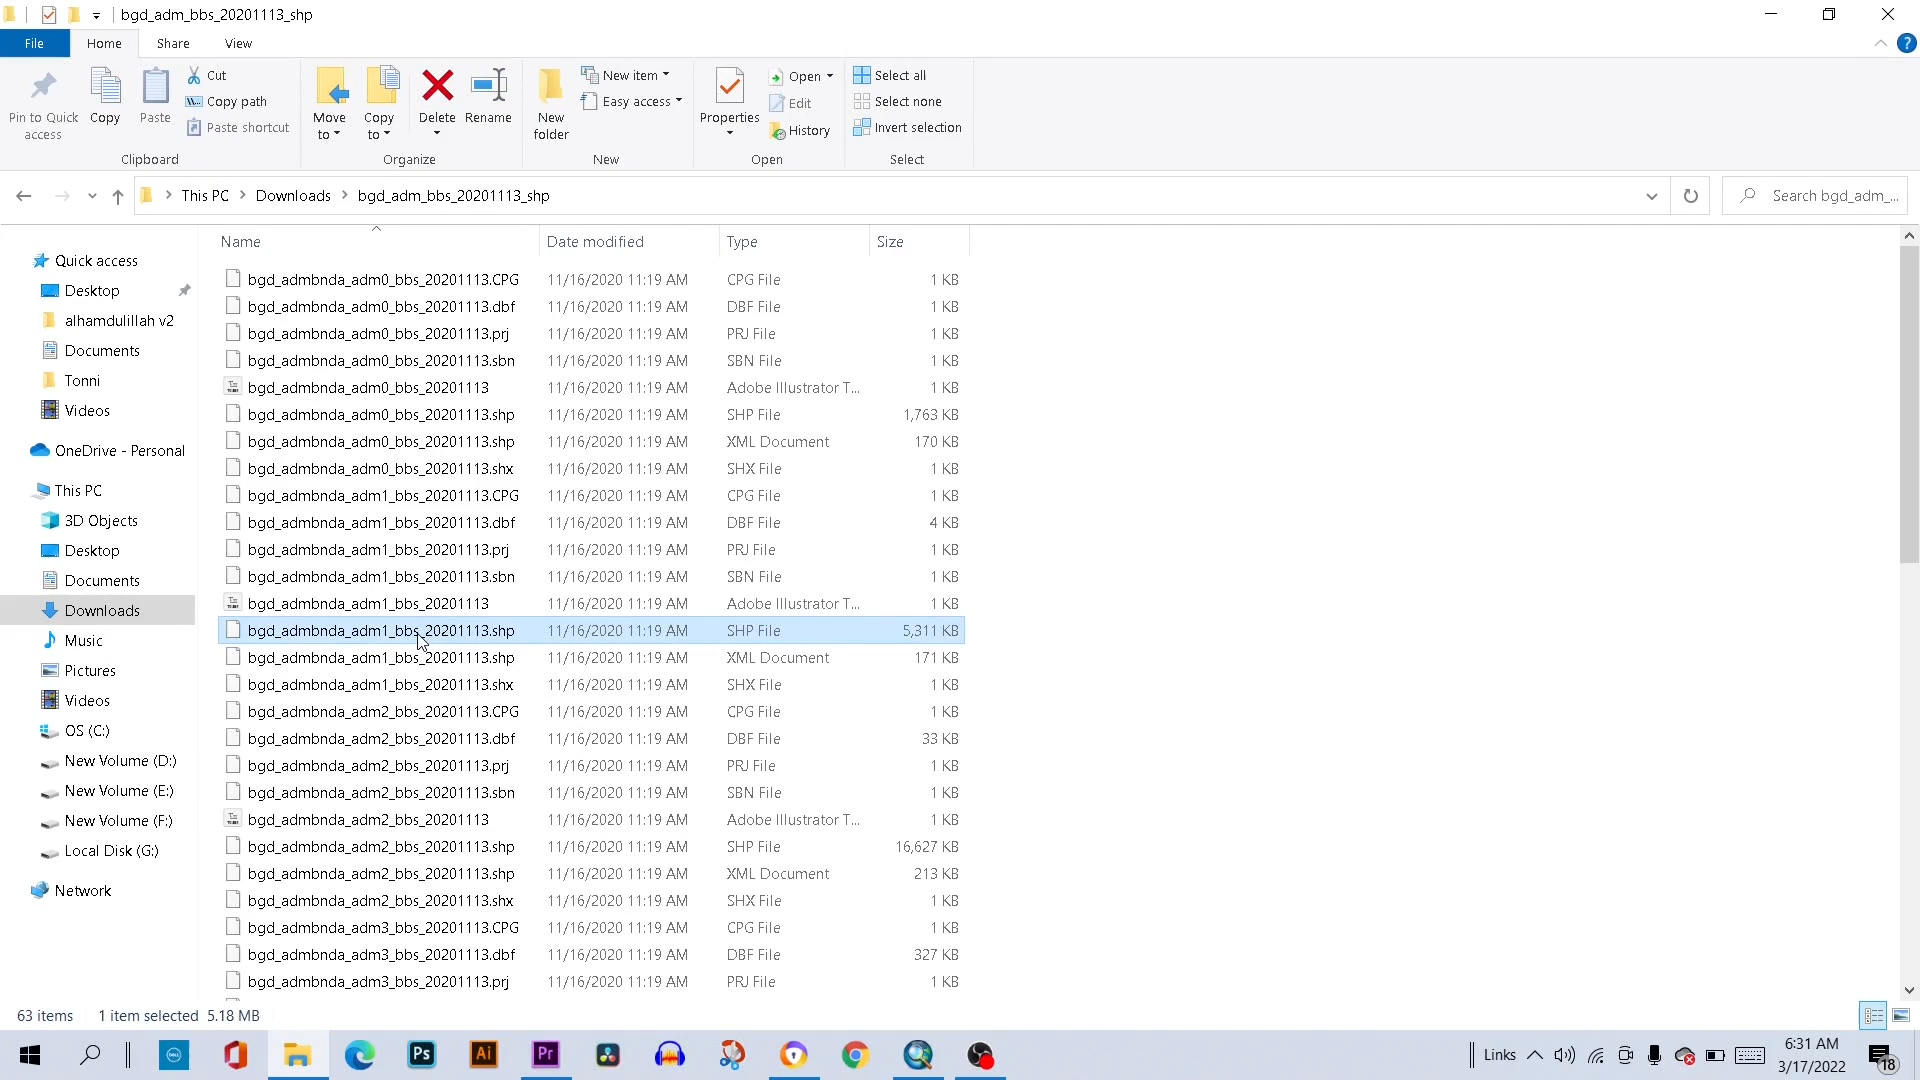 bgd_adm_bbs_20201113_shp
File Home Share View
Pin to Quick access
Copy
Paste
Cut
Copy path
Paste shortcut
Clipboard
Move to
Copy to
Delete
Rename
Organize
New folder
New item
Easy access
New
Properties
Open
Edit
History
Open
Select all
Select none
Invert selection
Select
This PC > Downloads > bgd_adm_bbs_20201113_shp
Search bgd_adm_...
Quick access
Desktop
alhamdulillah v2
Documents
Tonni
Videos
OneDrive - Personal
This PC
3D Objects
Desktop
Documents
Downloads
Music
Pictures
Videos
OS (C:)
New Volume (D:)
New Volume (E:)
New Volume (F:)
Local Disk (G:)
Network
Name Date modified Type Size
bgd_admbnda_adm0_bbs_20201113.CPG 11/16/2020 11:19 AM CPG File 1 KB
bgd_admbnda_adm0_bbs_20201113.dbf 11/16/2020 11:19 AM DBF File 1 KB
bgd_admbnda_adm0_bbs_20201113.prj 11/16/2020 11:19 AM PRJ File 1 KB
bgd_admbnda_adm0_bbs_20201113.sbn 11/16/2020 11:19 AM SBN File 1 KB
bgd_admbnda_adm0_bbs_20201113 11/16/2020 11:19 AM Adobe Illustrator T... 1 KB
bgd_admbnda_adm0_bbs_20201113.shp 11/16/2020 11:19 AM SHP File 1,763 KB
bgd_admbnda_adm0_bbs_20201113.shp 11/16/2020 11:19 AM XML Document 170 KB
bgd_admbnda_adm0_bbs_20201113.shx 11/16/2020 11:19 AM SHX File 1 KB
bgd_admbnda_adm1_bbs_20201113.CPG 11/16/2020 11:19 AM CPG File 1 KB
bgd_admbnda_adm1_bbs_20201113.dbf 11/16/2020 11:19 AM DBF File 4 KB
bgd_admbnda_adm1_bbs_20201113.prj 11/16/2020 11:19 AM PRJ File 1 KB
bgd_admbnda_adm1_bbs_20201113.sbn 11/16/2020 11:19 AM SBN File 1 KB
bgd_admbnda_adm1_bbs_20201113 11/16/2020 11:19 AM Adobe Illustrator T... 1 KB
bgd_admbnda_adm1_bbs_20201113.shp 11/16/2020 11:19 AM SHP File 5,311 KB
bgd_admbnda_adm1_bbs_20201113.shp 11/16/2020 11:19 AM XML Document 171 KB
bgd_admbnda_adm1_bbs_20201113.shx 11/16/2020 11:19 AM SHX File 1 KB
bgd_admbnda_adm2_bbs_20201113.CPG 11/16/2020 11:19 AM CPG File 1 KB
bgd_admbnda_adm2_bbs_20201113.dbf 11/16/2020 11:19 AM DBF File 33 KB
bgd_admbnda_adm2_bbs_20201113.prj 11/16/2020 11:19 AM PRJ File 1 KB
bgd_admbnda_adm2_bbs_20201113.sbn 11/16/2020 11:19 AM SBN File 1 KB
bgd_admbnda_adm2_bbs_20201113 11/16/2020 11:19 AM Adobe Illustrator T... 1 KB
bgd_admbnda_adm2_bbs_20201113.shp 11/16/2020 11:19 AM SHP File 16,627 KB
bgd_admbnda_adm2_bbs_20201113.shp 11/16/2020 11:19 AM XML Document 213 KB
bgd_admbnda_adm2_bbs_20201113.shx 11/16/2020 11:19 AM SHX File 1 KB
bgd_admbnda_adm3_bbs_20201113.CPG 11/16/2020 11:19 AM CPG File 1 KB
bgd_admbnda_adm3_bbs_20201113.dbf 11/16/2020 11:19 AM DBF File 327 KB
bgd_admbnda_adm3_bbs_20201113.prj 11/16/2020 11:19 AM PRJ File 1 KB
63 items 1 item selected 5.18 MB
DELL Ps Ai Pr Links 6:31 AM
3/17/2022
18